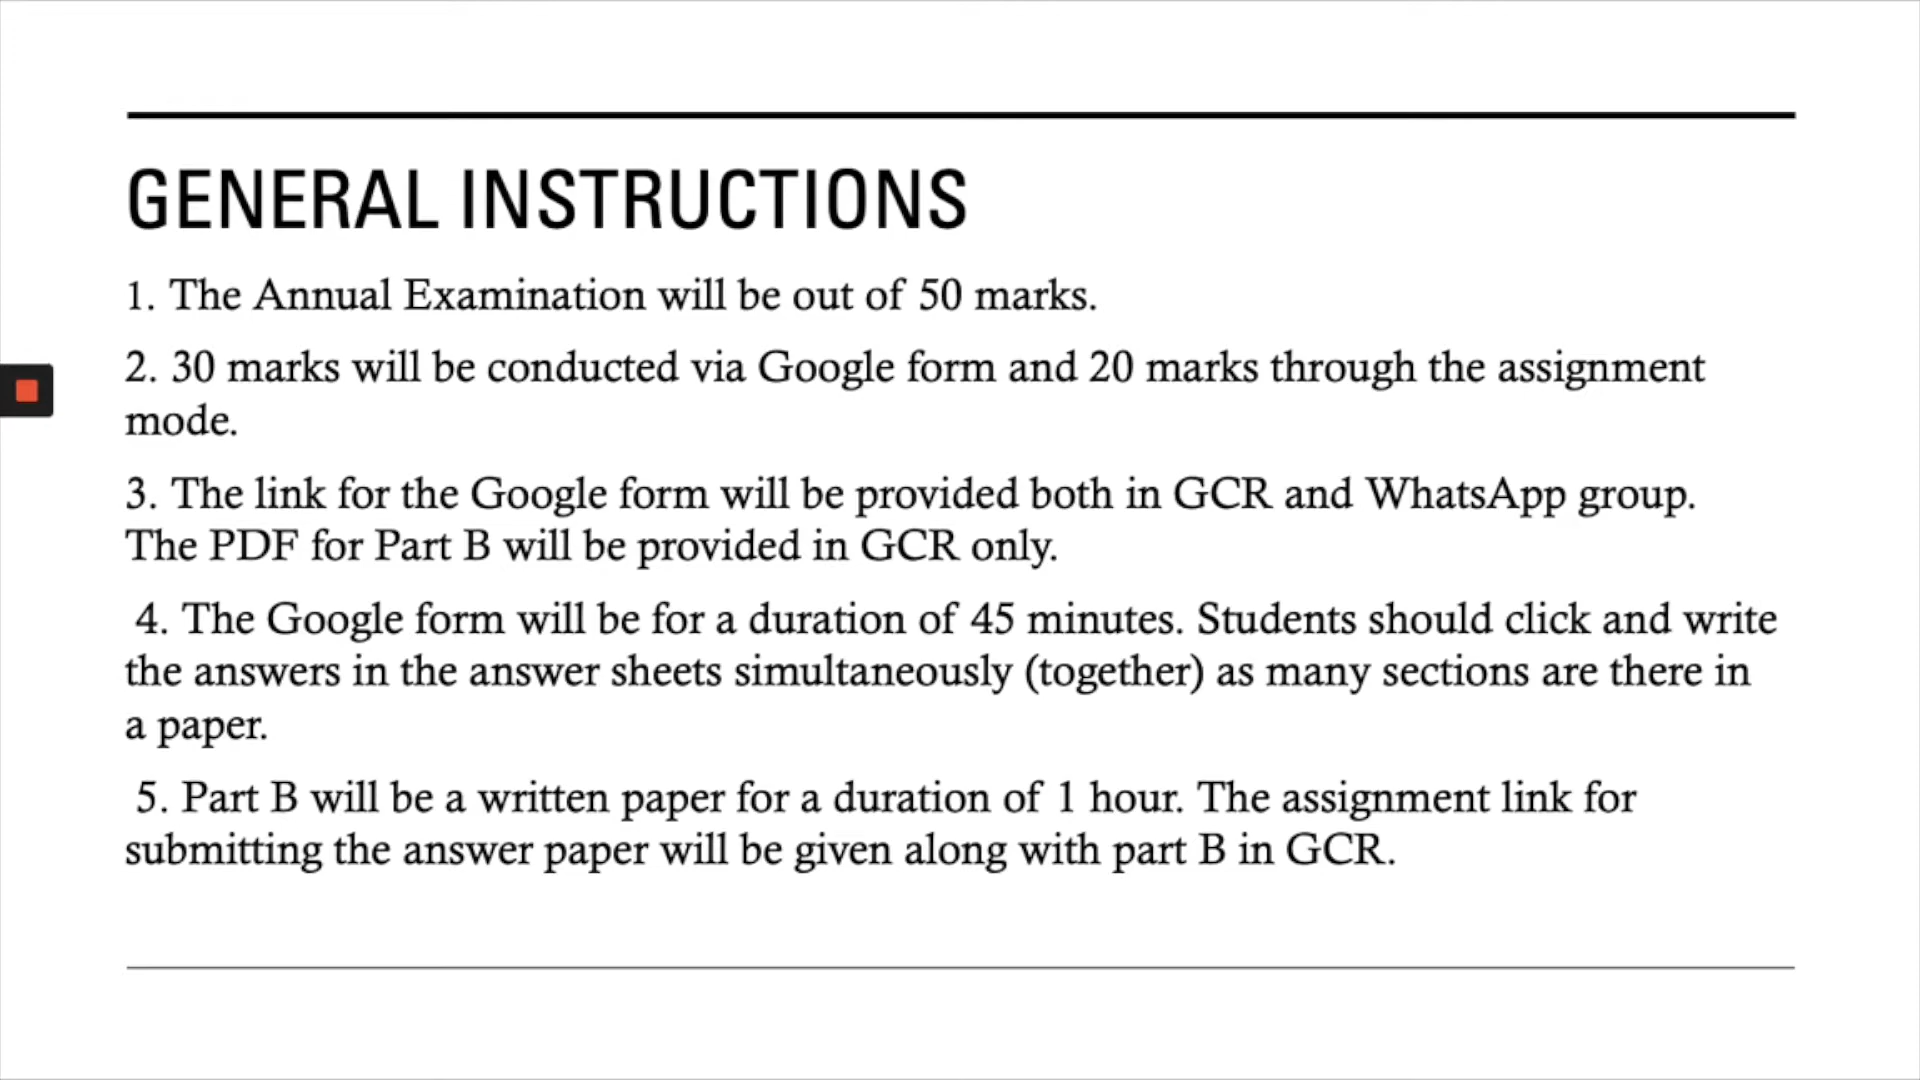 GENERAL INSTRUCTIONS
1. The Annual Examination will be out of 50 marks.
2. 30 marks will be conducted via Google form and 20 marks through the assignment
mode.
3. The link for the Google form will be provided both in GCR and WhatsApp group.
The PDF for Part B will be provided in GCR only.
4. The Google form will be for a duration of 45 minutes. Students should click and write
the answers in the answer sheets simultaneously (together) as many sections are there in
a paper.
5. Part B will be a written paper for a duration of 1 hour. The assignment link for
submitting the answer paper will be given along with part B in GCR.